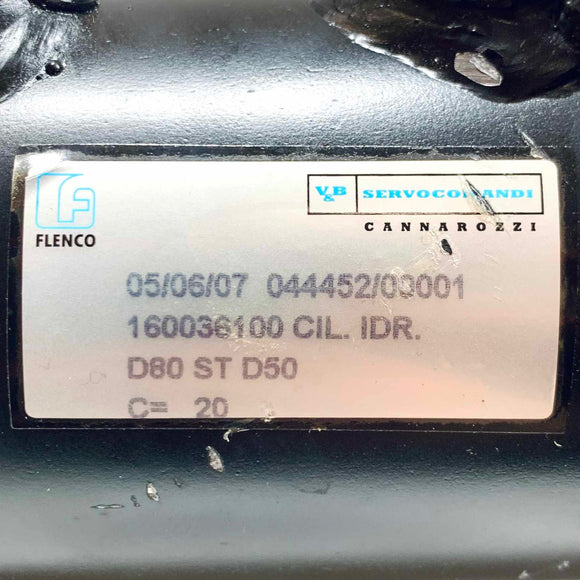 FLENCO
V&B SERVOCOMANDI
CANNAROZZI
05/06/07 044452/00001
160036100 CIL. IDR.
D80 ST D50
C= 20